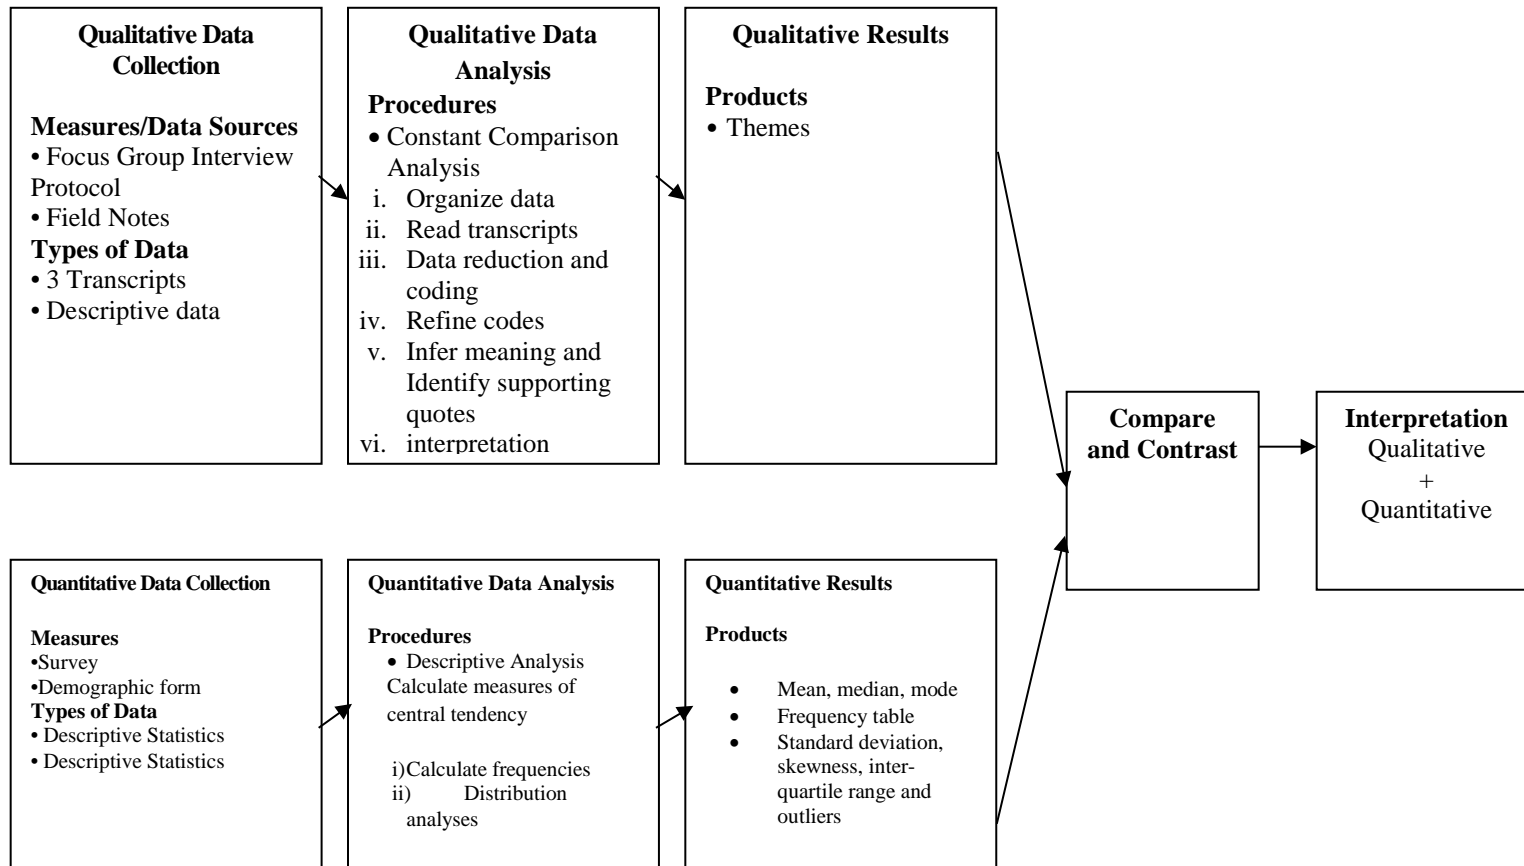 Qualitative Data
Collection
Measures/Data Sources
• Focus Group Interview
Protocol
• Field Notes
Types of Data
• 3 Transcripts
• Descriptive data
Qualitative Data
Analysis
Procedures
• Constant Comparison
Analysis
i. Organize data
ii. Read transcripts
iii. Data reduction and
coding
iv. Refine codes
v. Infer meaning and
Identify supporting
quotes
vi. interpretation
Qualitative Results
Products
• Themes
Compare
and Contrast
Interpretation
Qualitative
+
Quantitative
Quantitative Data Collection
Measures
•Survey
•Demographic form
Types of Data
• Descriptive Statistics
• Descriptive Statistics
Quantitative Data Analysis
Procedures
• Descriptive Analysis
Calculate measures of
central tendency
i)Calculate frequencies
ii) Distribution
analyses
Quantitative Results
Products
• Mean, median, mode
• Frequency table
• Standard deviation,
skewness, inter-
quartile range and
outliers